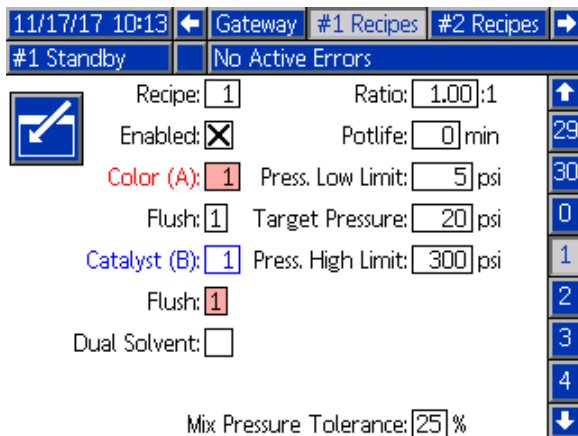 11/17/17 10:13 Gateway #1 Recipes #2 Recipes
#1 Standby No Active Errors
Recipe: 1 Ratio: 1.00:1
29
Enabled: X Potlife: 0 min
30
Color (A): 1 Press. Low Limit: 5 psi
0
Flush: 1 Target Pressure: 20 psi
1
Catalyst (B): 1 Press. High Limit: 300 psi
2
Flush: 1
3
Dual Solvent:
4
Mix Pressure Tolerance: 25 %